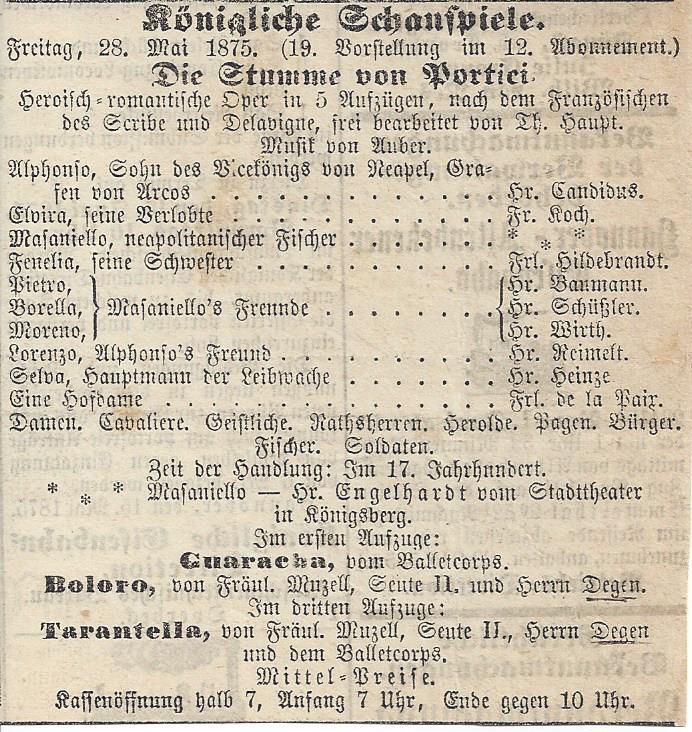 Königliche Schauspiele.
Freitag, 28. Mai 1875. (19. Vorstellung im 12. Abonnement.)
Die Stumme von Portici.
Heroisch-romantische Oper in 5 Aufzügen, nach dem Französischen
des Scribe und Delavigne, frei bearbeitet von Th. Haupt.
Musik von Auber.
Alphonso, Sohn des Vicekönigs von Neapel, Gra-
fen von Arcos . . . . . . . . . . . . Hr. Candidus.
Elvira, seine Verlobte . . . . . . . . . . . Fr. Koch.
Masaniello, neapolitanischer Fischer . . . . . . * * *
Fenella, seine Schwester . . . . . . . . . . Frl. Hildebrandt.
Pietro, Hr. Baumann.
Borella, } Masaniello's Freunde . . . . . . . { Hr. Schüßler.
Moreno, Hr. Wirth.
Lorenzo, Alphonso's Freund . . . . . . . . . Hr. Reimelt.
Selva, Hauptmann der Leibwache . . . . . . . Hr. Heinze
Eine Hofdame . . . . . . . . . . . . . . Frl. de la Paix.
Damen. Cavaliere. Geistliche. Rathsherren. Herolde. Pagen. Bürger.
Fischer. Soldaten.
Zeit der Handlung: Im 17. Jahrhundert.
* * * Masaniello — Hr. Engelhardt vom Stadttheater
in Königsberg.
Im ersten Aufzuge:
Guaracha, vom Balletcorps.
Boloro, von Fräul. Muzell, Seute II. und Herrn Degen.
Im dritten Aufzuge:
Tarantella, von Fräul. Muzell, Seute II., Herrn Degen
und dem Balletcorps.
Mittel-Preise.
Kassenöffnung halb 7, Anfang 7 Uhr, Ende gegen 10 Uhr.